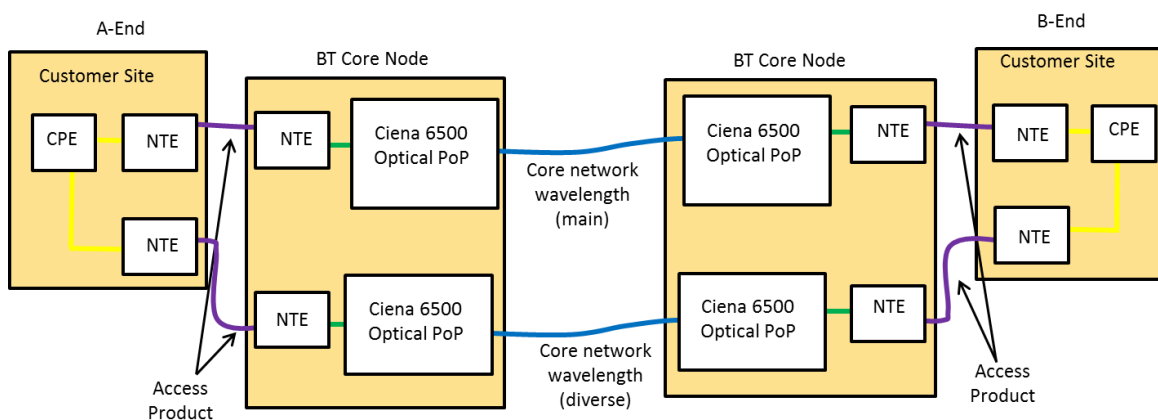 A-End
Customer Site
CPE
NTE
NTE
Access
Product
BT Core Node
NTE
Ciena 6500
Optical PoP
NTE
Ciena 6500
Optical PoP
Core network
wavelength
(main)
Core network
wavelength
(diverse)
BT Core Node
Ciena 6500
Optical PoP
NTE
Ciena 6500
Optical PoP
NTE
B-End
Customer Site
NTE
CPE
NTE
Access
Product